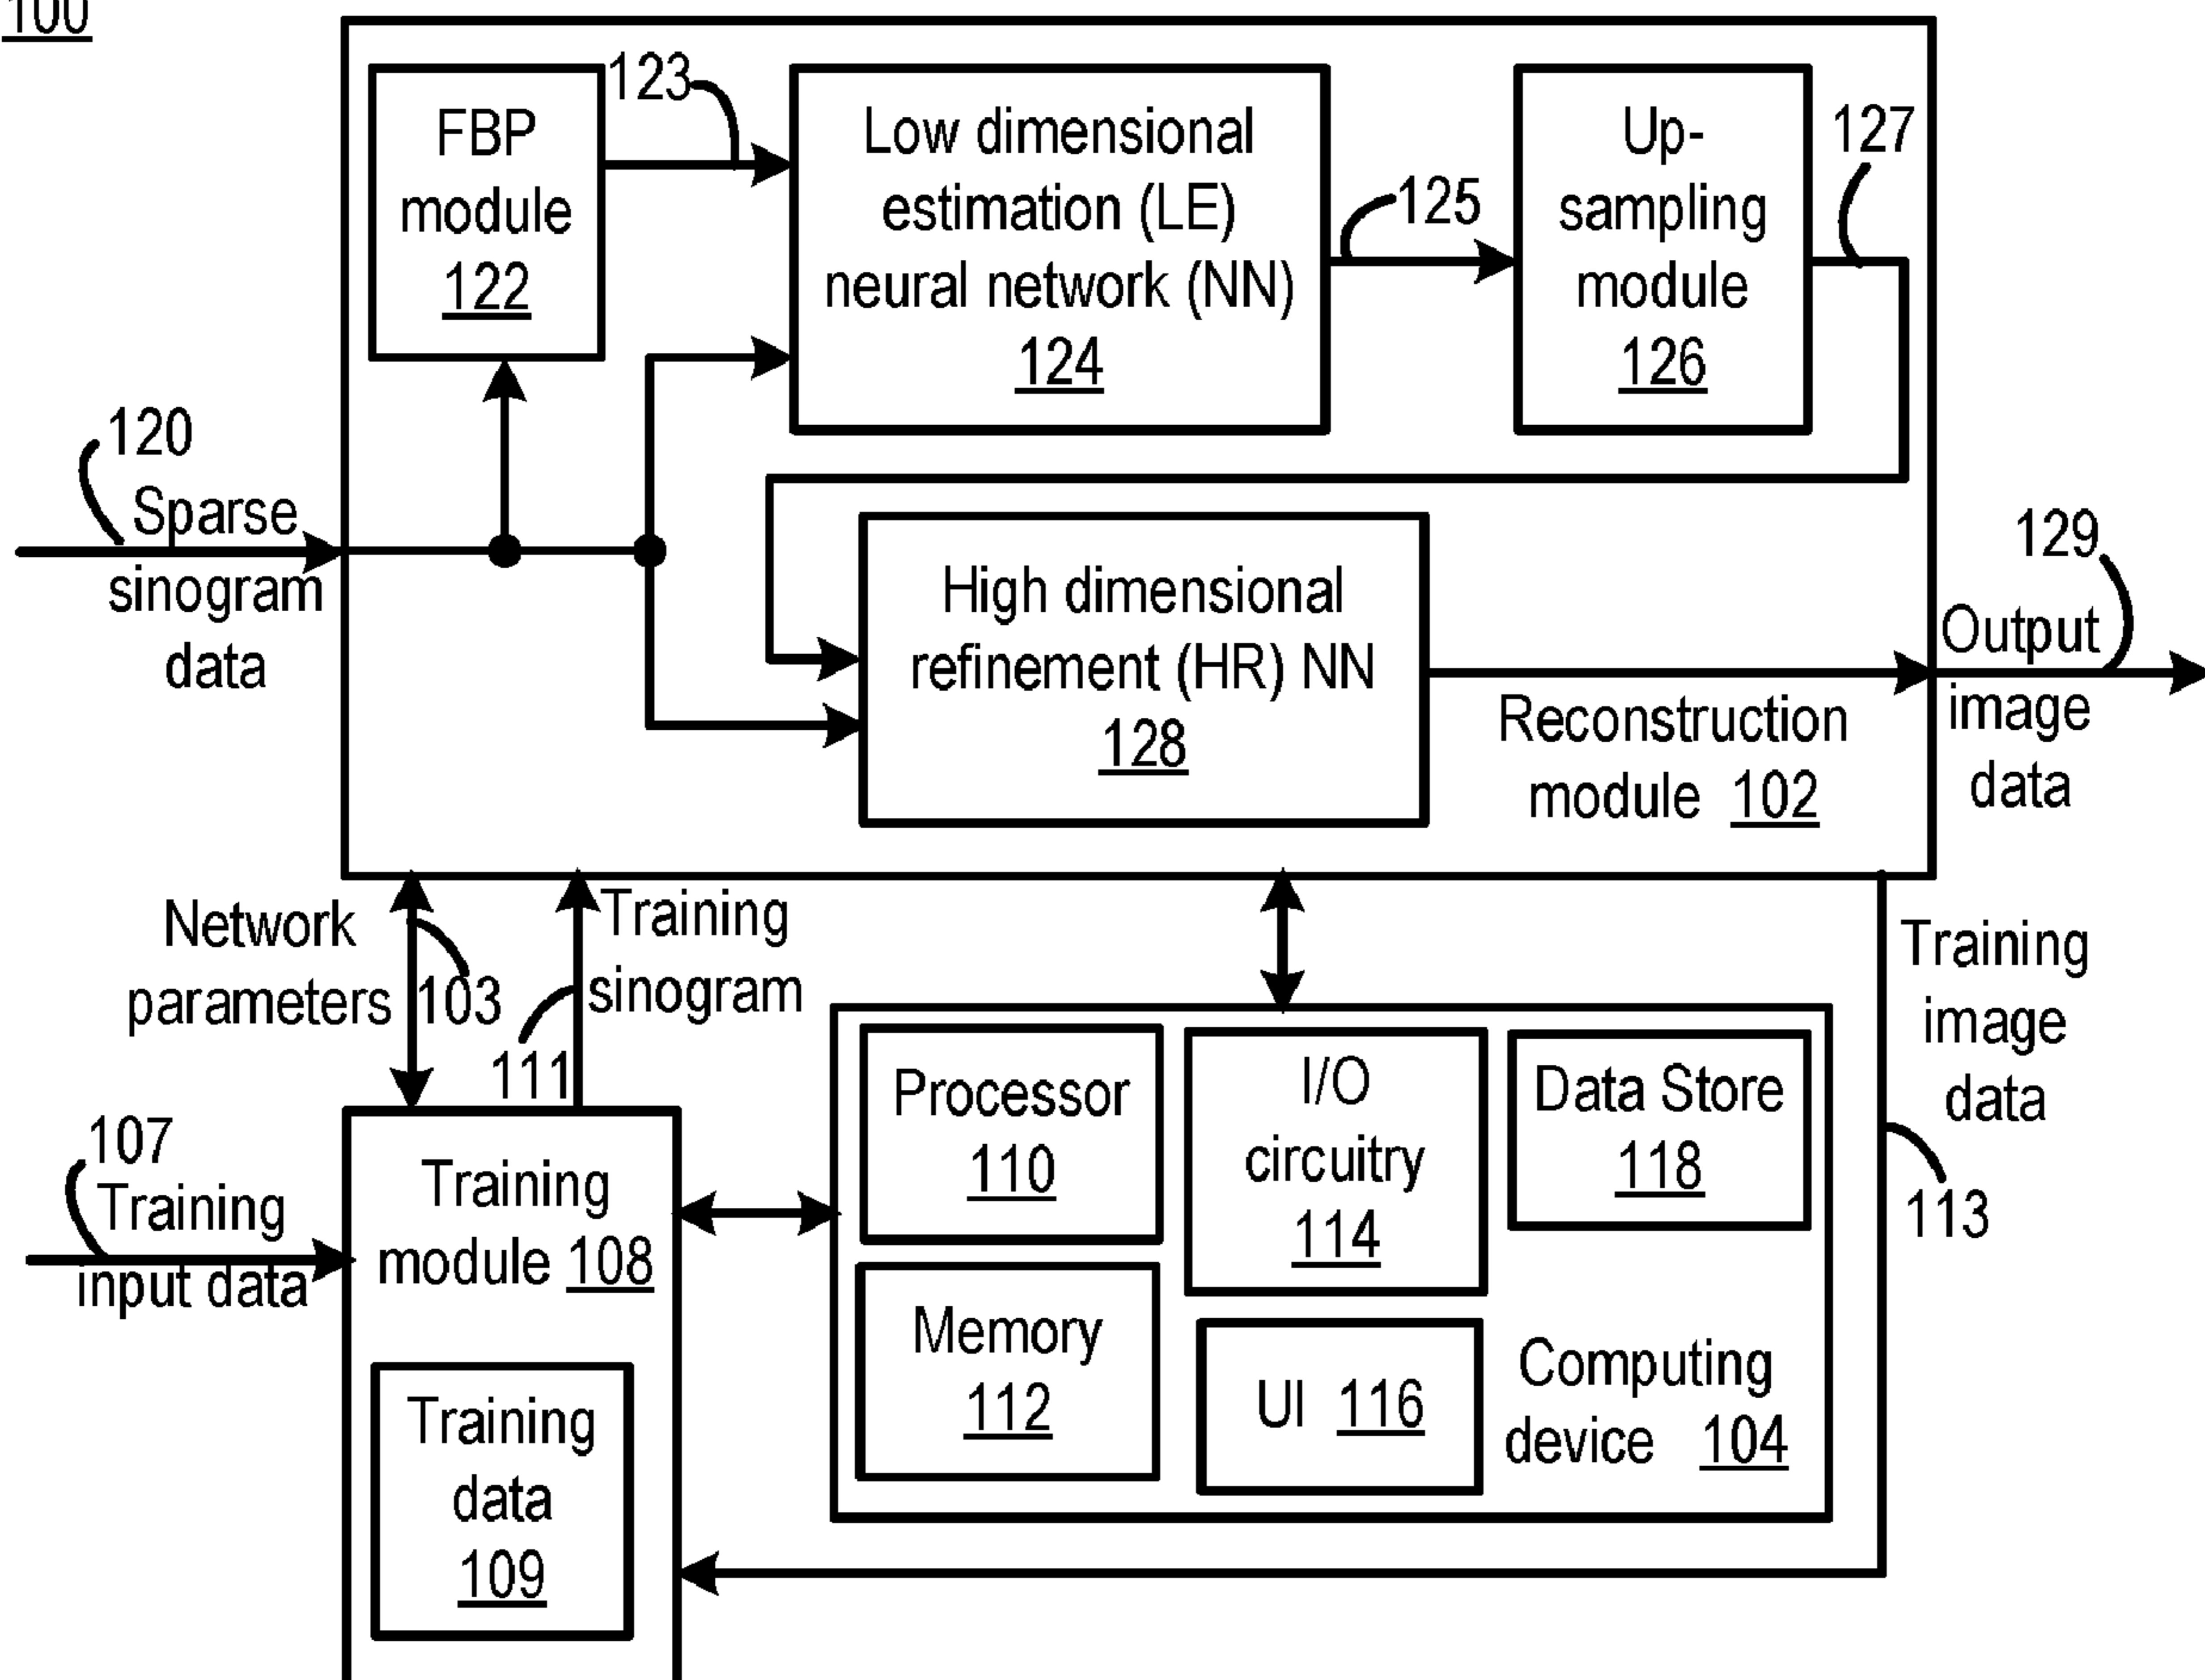 100
FBP
module
122
123
Low dimensional
estimation (LE)
neural network (NN)
124
125
Up-
sampling
module
126
127
120
Sparse
sinogram
data
High dimensional
refinement (HR) NN
128
Reconstruction
module 102
129
Output
image
data
Network
parameters
103
Training
sinogram
111
Training
image
data
113
107
Training
input data
Training
module 108
Training
data
109
Processor
110
I/O
circuitry
114
Data Store
118
Memory
112
UI 116
Computing
device 104